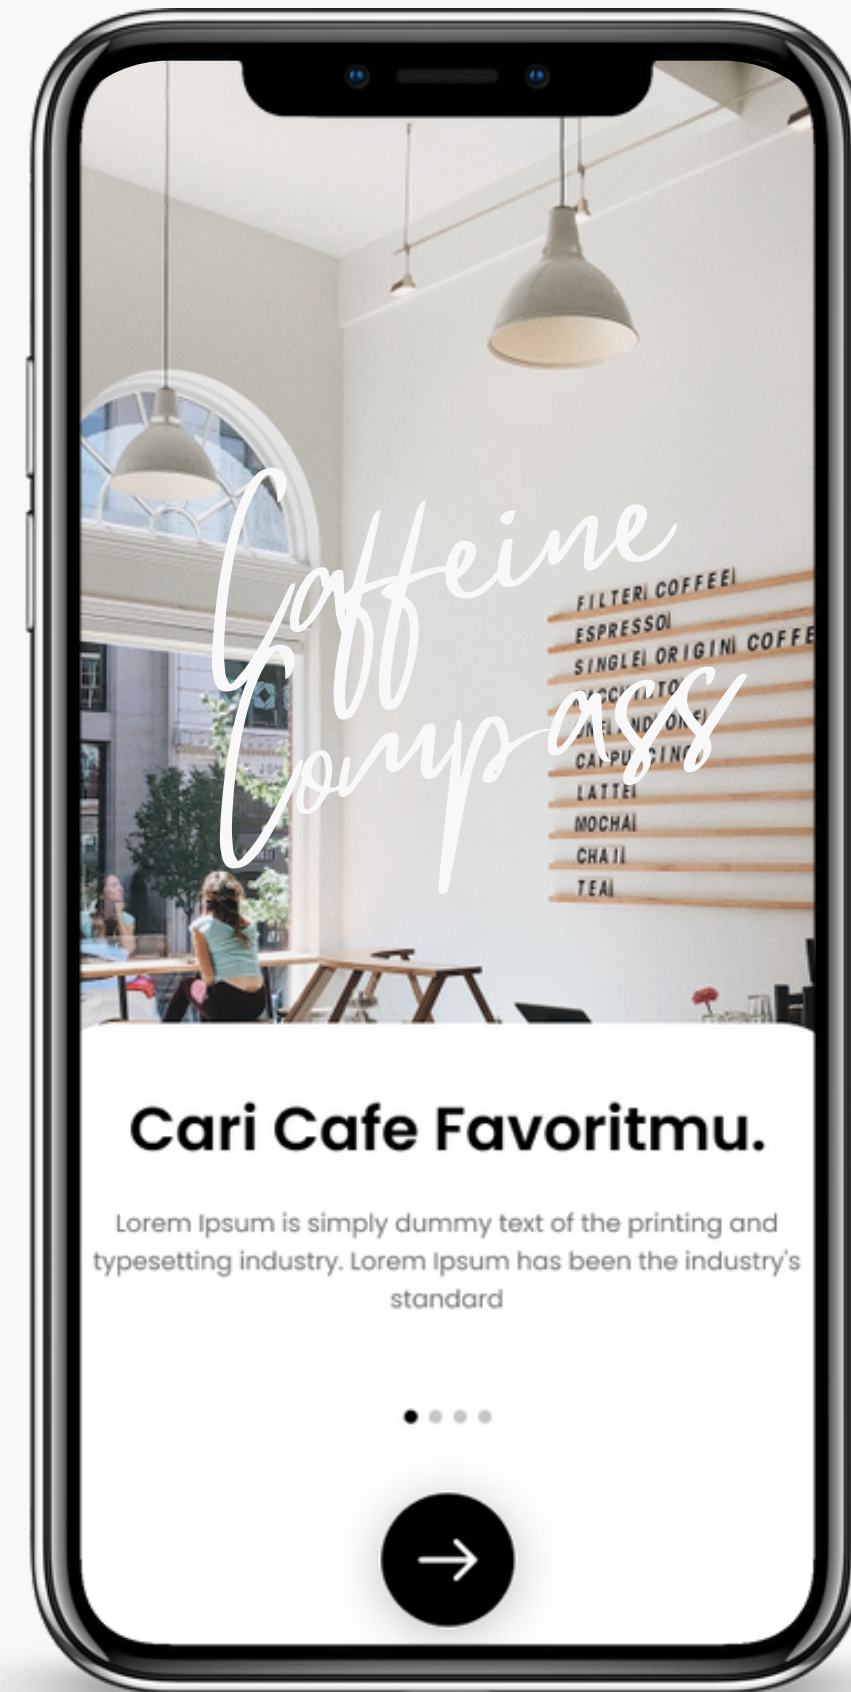 Caffeine
Compass
FILTER COFFEE
ESPRESSO
SINGLE ORIGIN COFFE
LATTE
MOCHA
CHAI
TEA
Cari Cafe Favoritmu.
Lorem Ipsum is simply dummy text of the printing and
typesetting industry. Lorem Ipsum has been the industry's
standard